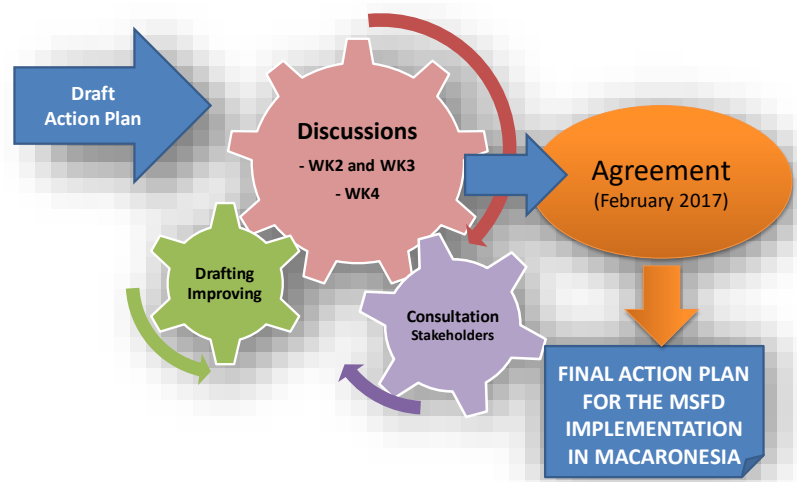 Draft
Action Plan
Discussions
- WK2 and WK3
- WK4
Agreement
(February 2017)
Drafting
Improving
Consultation
Stakeholders
FINAL ACTION PLAN
FOR THE MSFD
IMPLEMENTATION
IN MACARONESIA